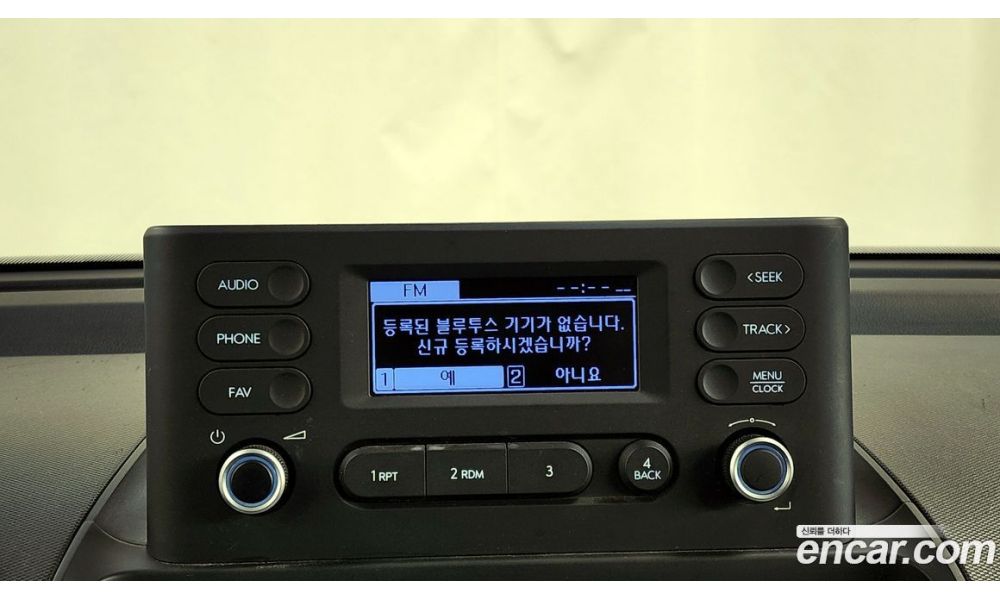 AUDIO
PHONE
FAV
FM
--:--
등록된 블루투스 기기가 없습니다.
신규 등록하시겠습니까?
1 예 2 아니요
<SEEK
TRACK>
MENU
CLOCK
1 RPT
2 RDM
3
4
BACK
신뢰를 더하다
encar.com